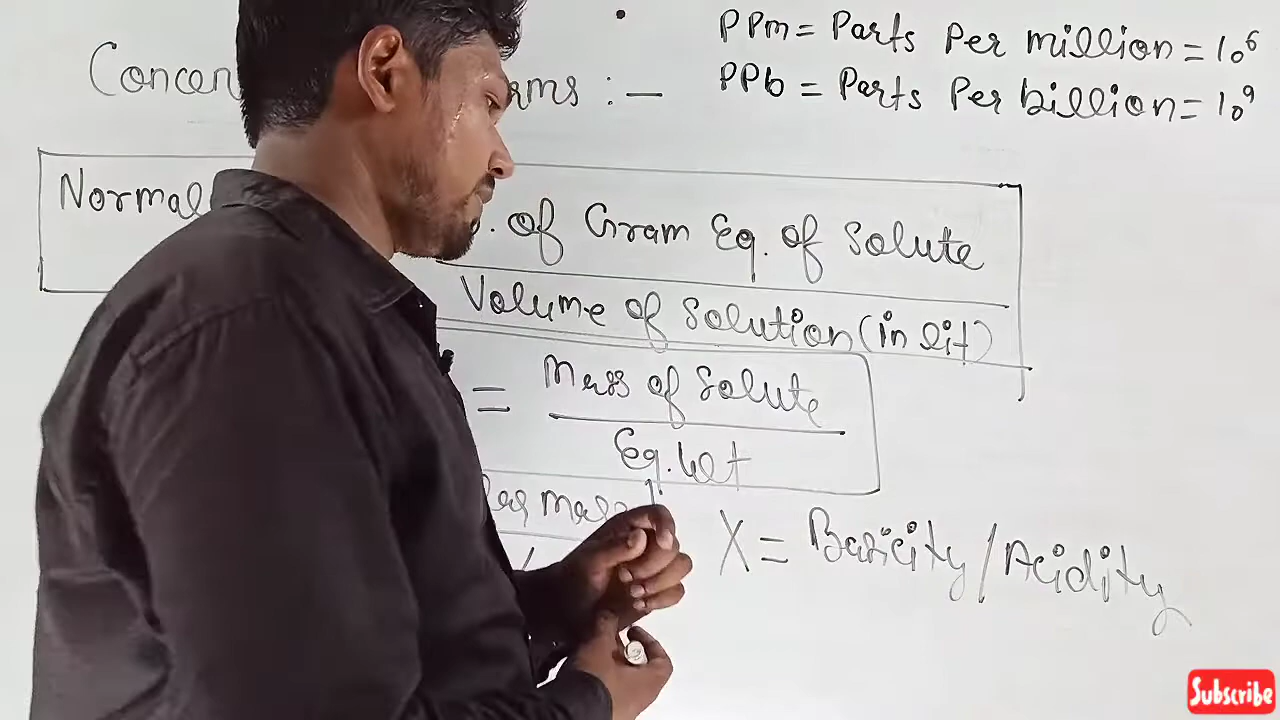 PPm = Parts Per million = 10⁶
Concen rms : —
PPb = Parts Per billion = 10⁹
Normal . of Gram Eq. of Solute
Volume of Solution (in lit)
= Mass of Solute
Eq. wt
X = Basicity / Acidity
Subscribe